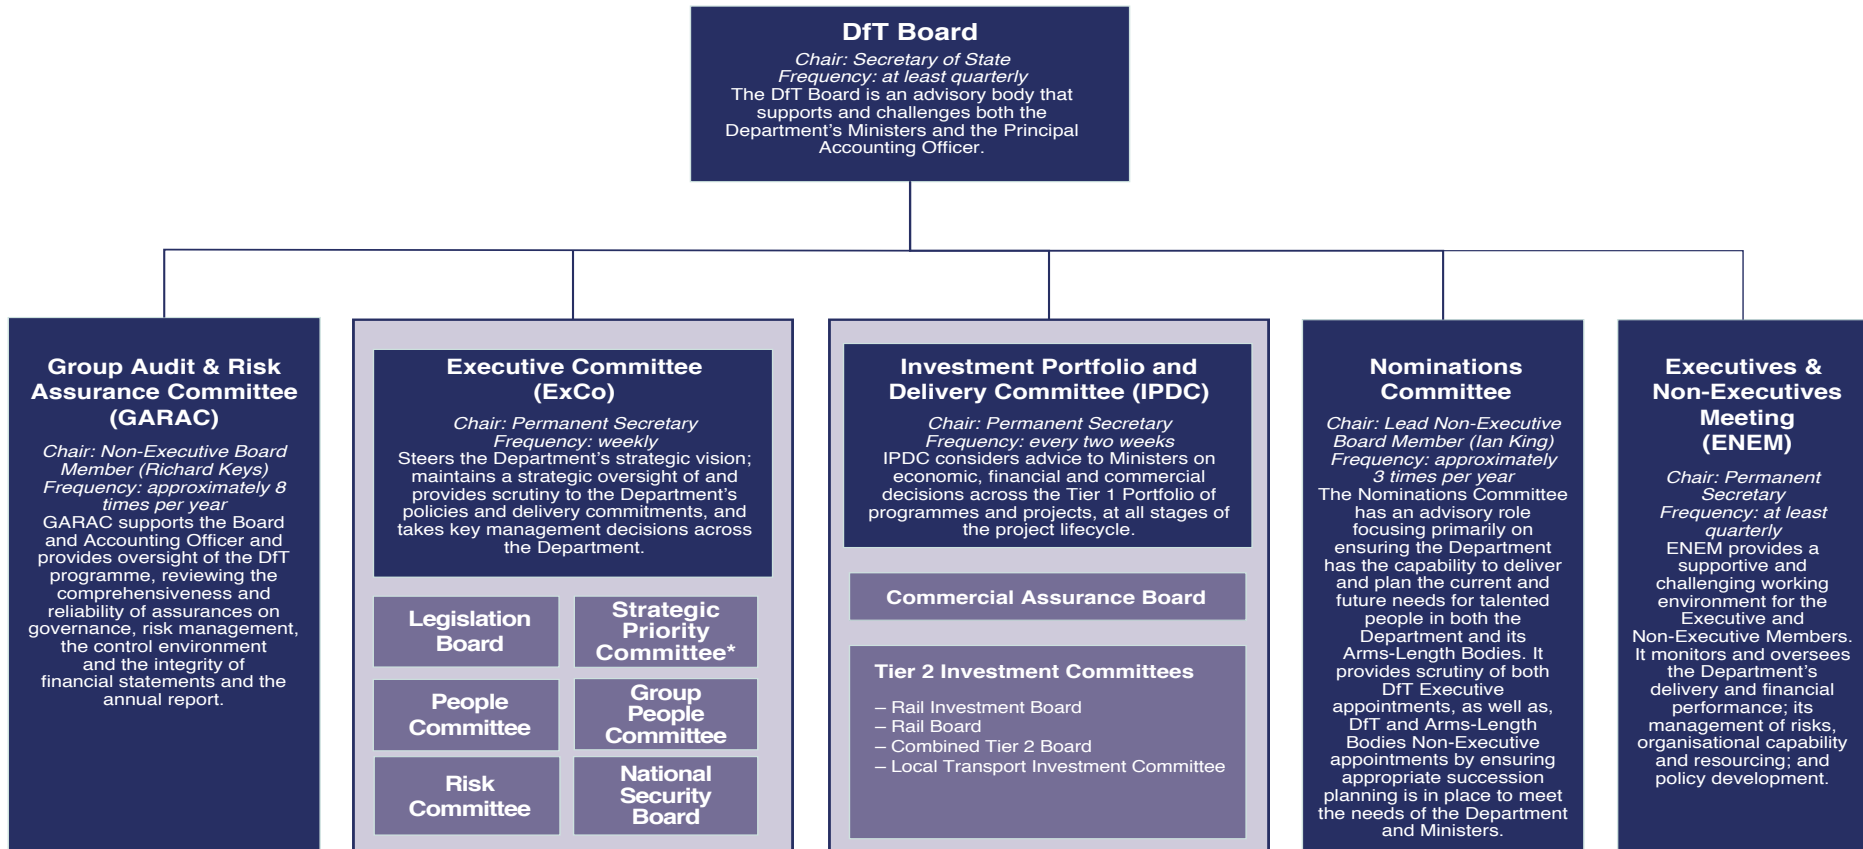 DfT Board
Chair: Secretary of State
Frequency: at least quarterly
The DfT Board is an advisory body that
supports and challenges both the
Department’s Ministers and the Principal
Accounting Officer.
Group Audit & Risk
Assurance Committee
(GARAC)
Chair: Non-Executive Board
Member (Richard Keys)
Frequency: approximately 8
times per year
GARAC supports the Board
and Accounting Officer and
provides oversight of the DfT
programme, reviewing the
comprehensiveness and
reliability of assurances on
governance, risk management,
the control environment
and the integrity of
financial statements and the
annual report.
Executive Committee
(ExCo)
Chair: Permanent Secretary
Frequency: weekly
Steers the Department’s strategic vision;
maintains a strategic oversight of and
provides scrutiny to the Department’s
policies and delivery commitments, and
takes key management decisions across
the Department.
Legislation
Board
Strategic
Priority
Committee*
People
Committee
Group
People
Committee
Risk
Committee
National
Security
Board
Investment Portfolio and
Delivery Committee (IPDC)
Chair: Permanent Secretary
Frequency: every two weeks
IPDC considers advice to Ministers on
economic, financial and commercial
decisions across the Tier 1 Portfolio of
programmes and projects, at all stages of
the project lifecycle.
Commercial Assurance Board
Tier 2 Investment Committees
– Rail Investment Board
– Rail Board
– Combined Tier 2 Board
– Local Transport Investment Committee
Nominations
Committee
Chair: Lead Non-Executive
Board Member (Ian King)
Frequency: approximately
3 times per year
The Nominations Committee
has an advisory role
focusing primarily on
ensuring the Department
has the capability to deliver
and plan the current and
future needs for talented
people in both the
Department and its
Arms-Length Bodies. It
provides scrutiny of both
DfT Executive
appointments, as well as,
DfT and Arms-Length
Bodies Non-Executive
appointments by ensuring
appropriate succession
planning is in place to meet
the needs of the Department
and Ministers.
Executives &
Non-Executives
Meeting
(ENEM)
Chair: Permanent
Secretary
Frequency: at least
quarterly
ENEM provides a
supportive and
challenging working
environment for the
Executive and
Non-Executive Members.
It monitors and oversees
the Department’s
delivery and financial
performance; its
management of risks,
organisational capability
and resourcing; and
policy development.